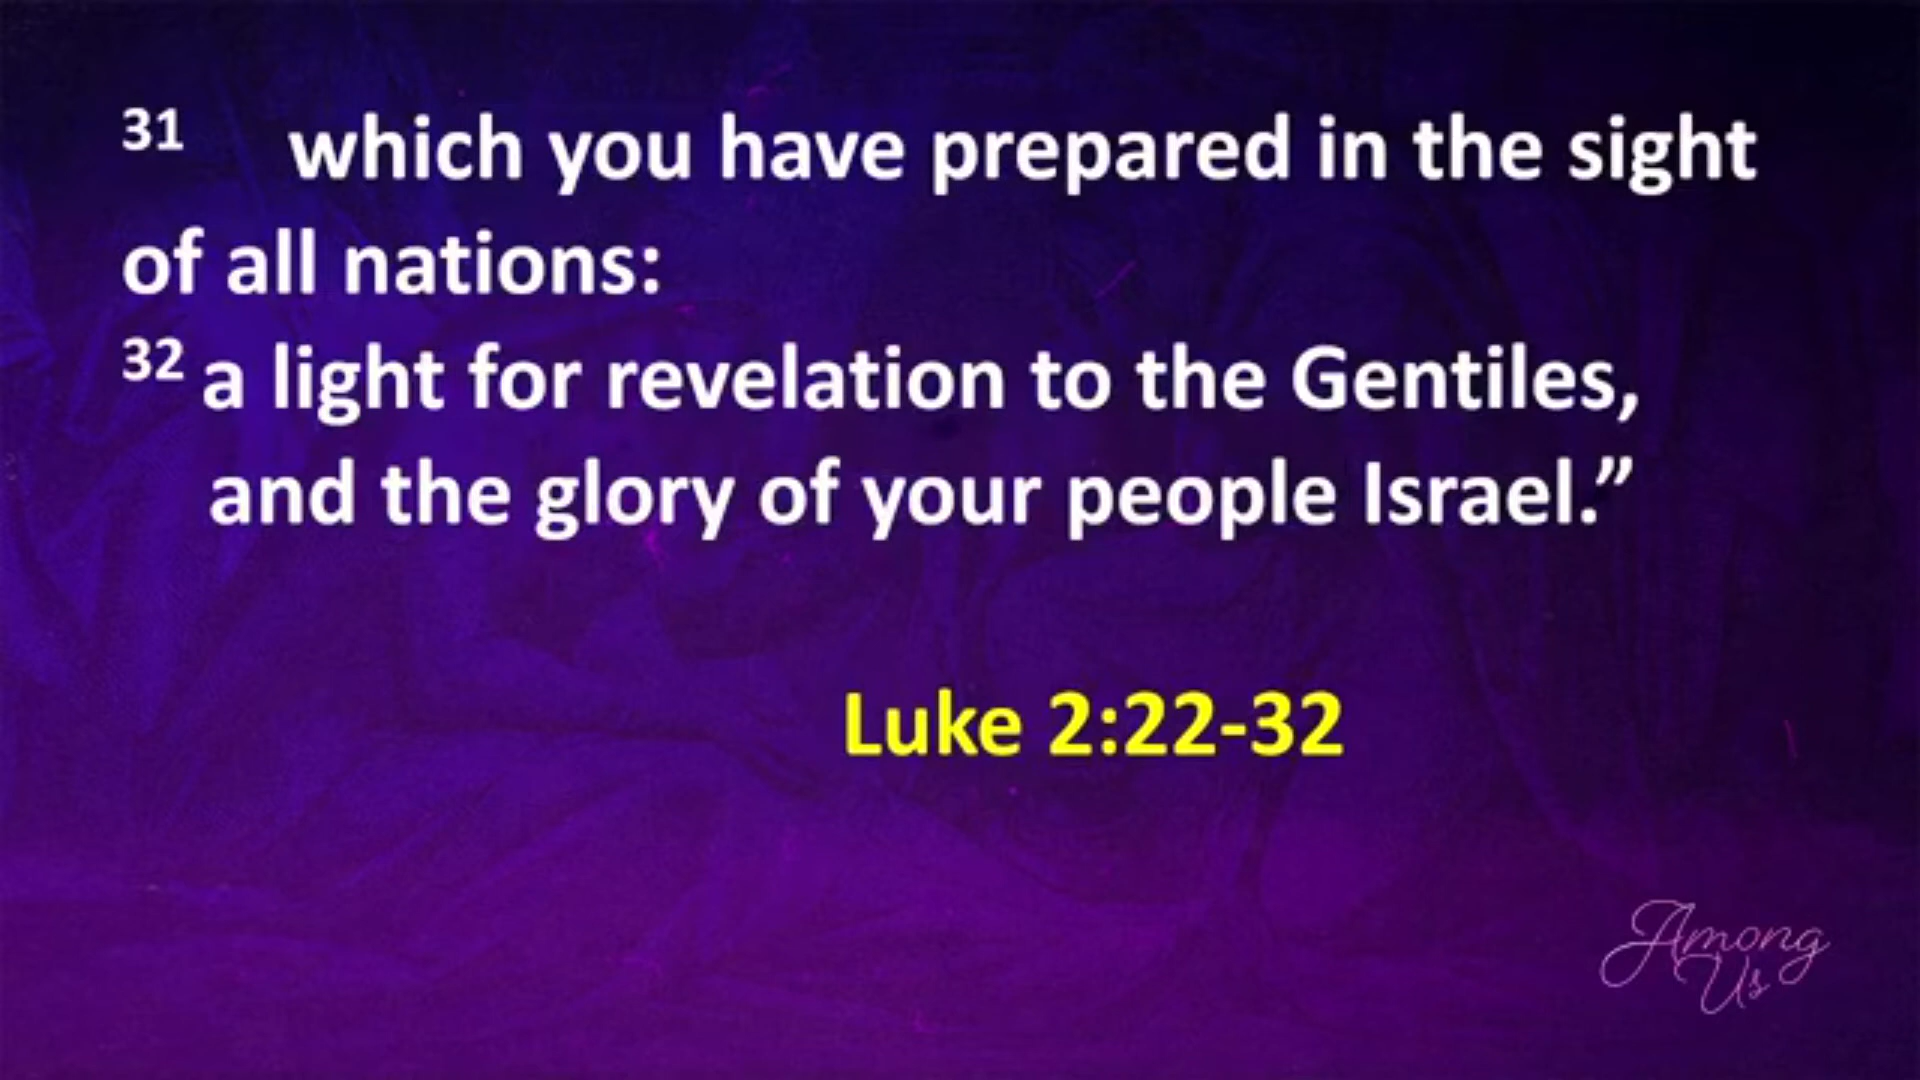 31 which you have prepared in the sight
of all nations:
32 a light for revelation to the Gentiles,
and the glory of your people Israel.”
Luke 2:22-32
Among
Us